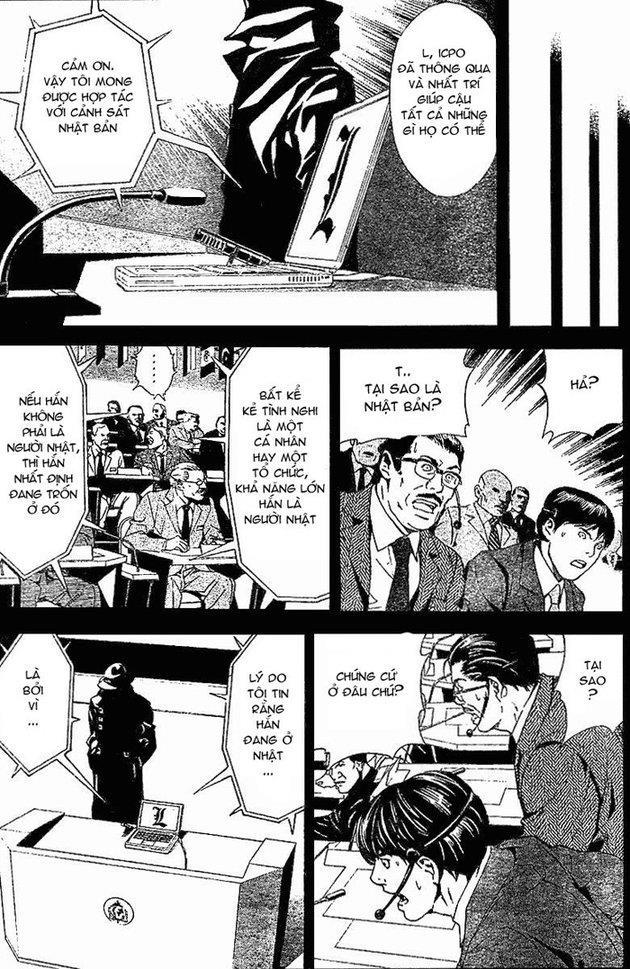 L, ICPO
ĐÃ THÔNG QUA
VÀ NHẤT TRÍ
GIÚP CẬU
TẤT CẢ NHỮNG
GÌ HỌ CÓ THỂ
CẢM ƠN.
VẬY TÔI MONG
ĐƯỢC HỢP TÁC
VỚI CẢNH SÁT
NHẬT BẢN
HẢ?
T..
TẠI SAO LÀ
NHẬT BẢN?
BẤT KỂ
KẺ TÌNH NGHI
LÀ MỘT
CÁ NHÂN
HAY MỘT
TỔ CHỨC,
KHẢ NĂNG LỚN
HẮN LÀ
NGƯỜI NHẬT
....
NẾU HẮN
KHÔNG
PHẢI LÀ
NGƯỜI NHẬT,
THÌ HẮN
NHẤT ĐỊNH
ĐANG TRỐN
Ở ĐÓ
TẠI
SAO
?
CHỨNG CỨ
Ở ĐÂU CHỨ?
LÝ DO
TÔI TIN
RẰNG
HẮN
ĐANG Ở
NHẬT
...
LÀ
BỞI
VÌ
...
L